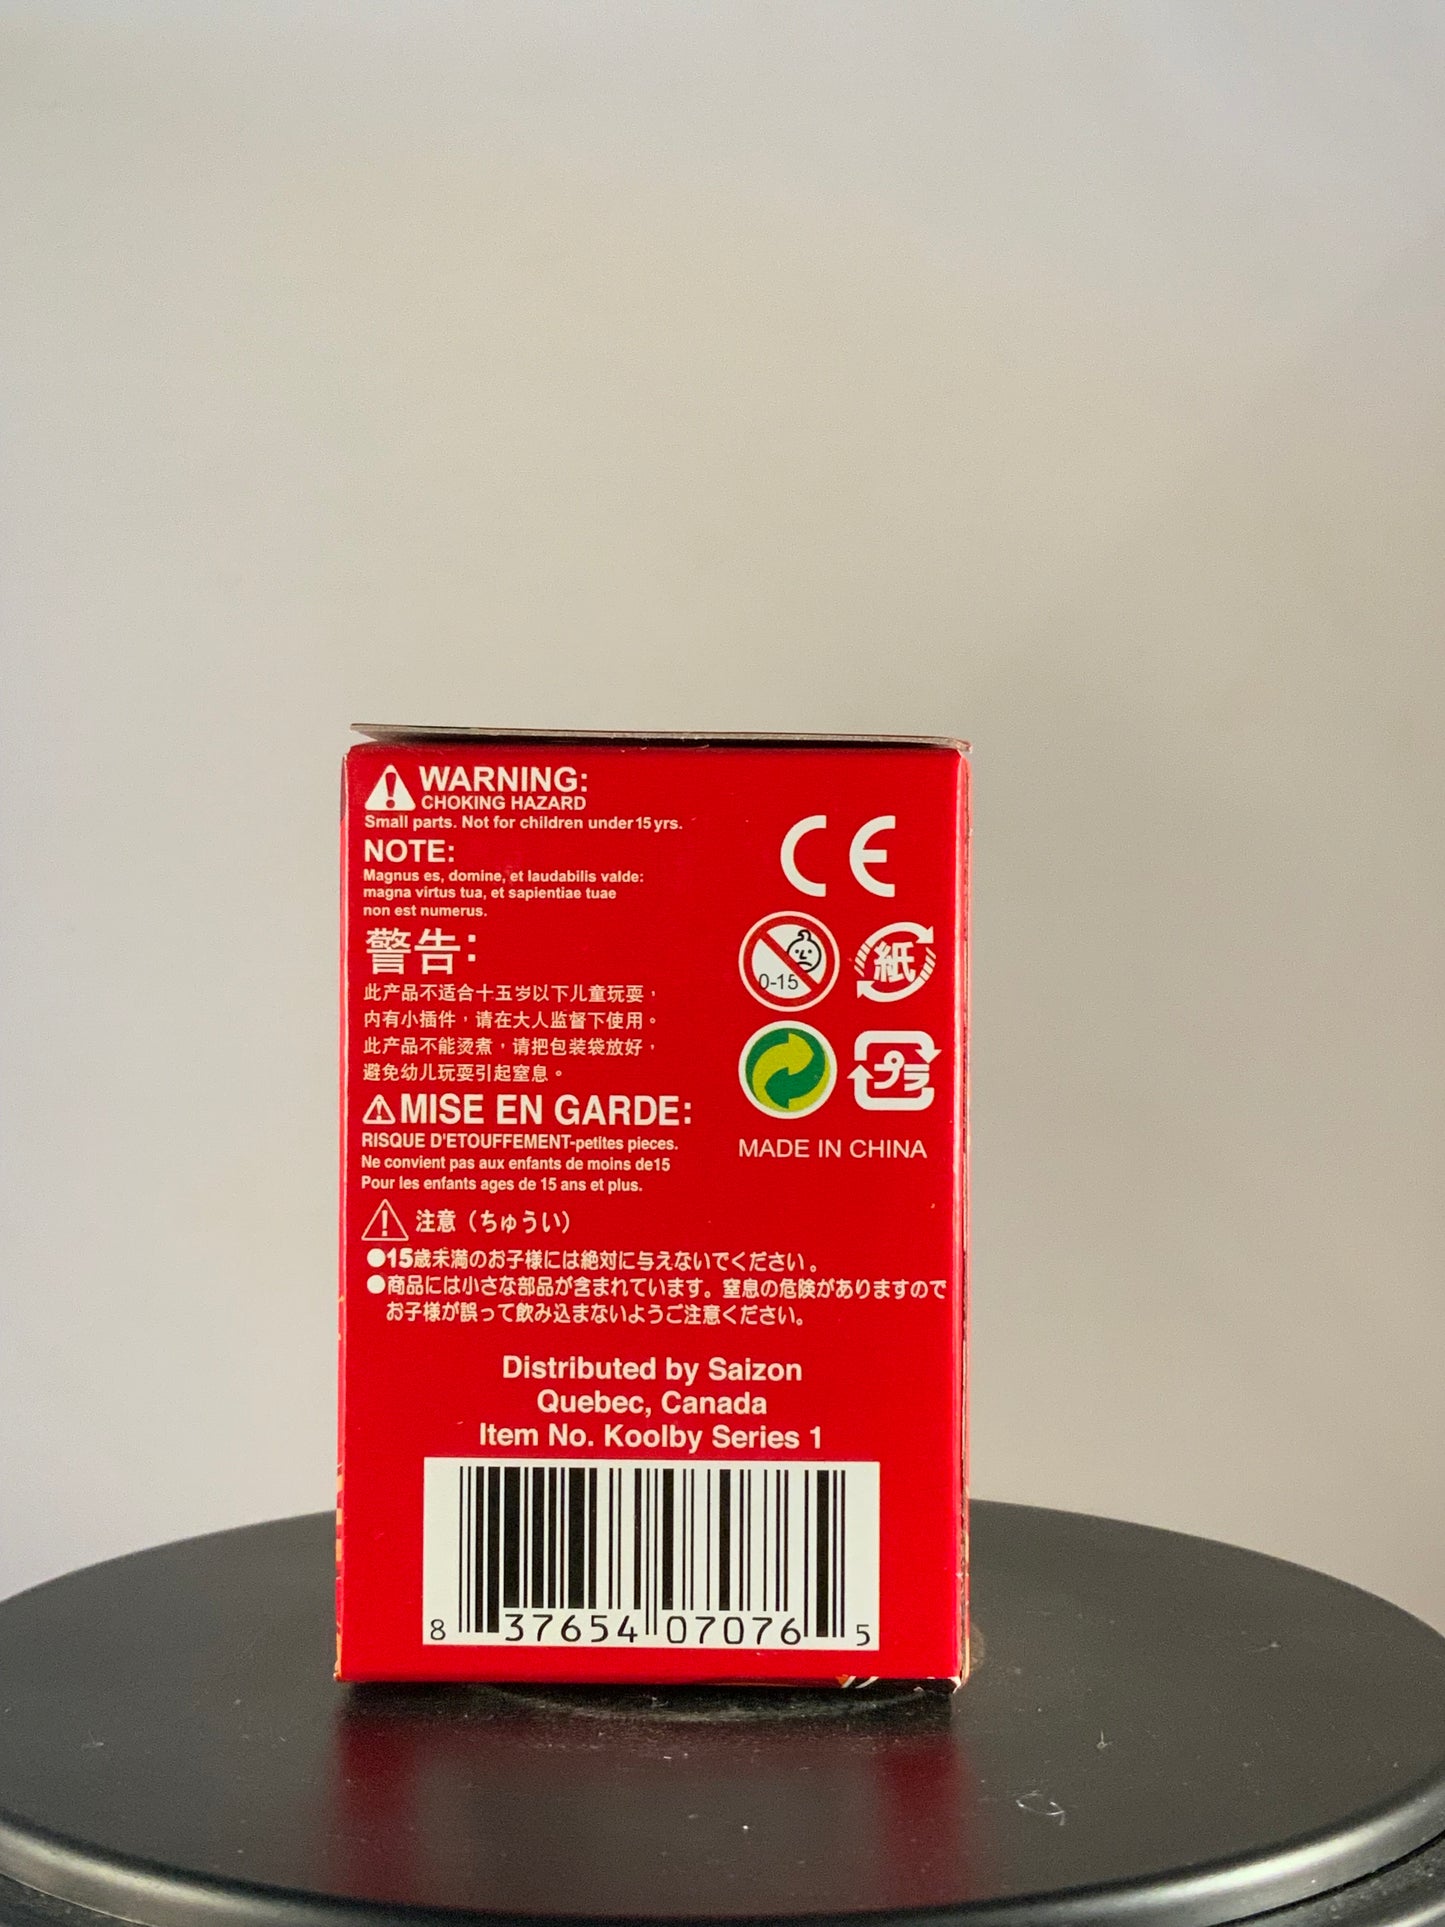 WARNING:
CHOKING HAZARD
Small parts. Not for children under 15 yrs.
NOTE:
Magnus es, domine, et laudabilis valde:
magna virtus tua, et sapientiae tuae
non est numerus.
警告:
此产品不适合十五岁以下儿童玩耍，
内有小插件，请在大人监督下使用。
此产品不能烫煮，请把包装袋放好，
避免幼儿玩耍引起窒息。
MISE EN GARDE:
RISQUE D'ETOUFFEMENT-petites pieces.
Ne convient pas aux enfants de moins de15
Pour les enfants ages de 15 ans et plus.
注意（ちゅうい）
●15歳未満のお子様には絶対に与えないでください。
●商品には小さな部品が含まれています。窒息の危険がありますので
お子様が誤って飲み込まないようご注意ください。
CE
0-15
紙
プラ
MADE IN CHINA
Distributed by Saizon
Quebec, Canada
Item No. Koolby Series 1
8 37654 07076 5